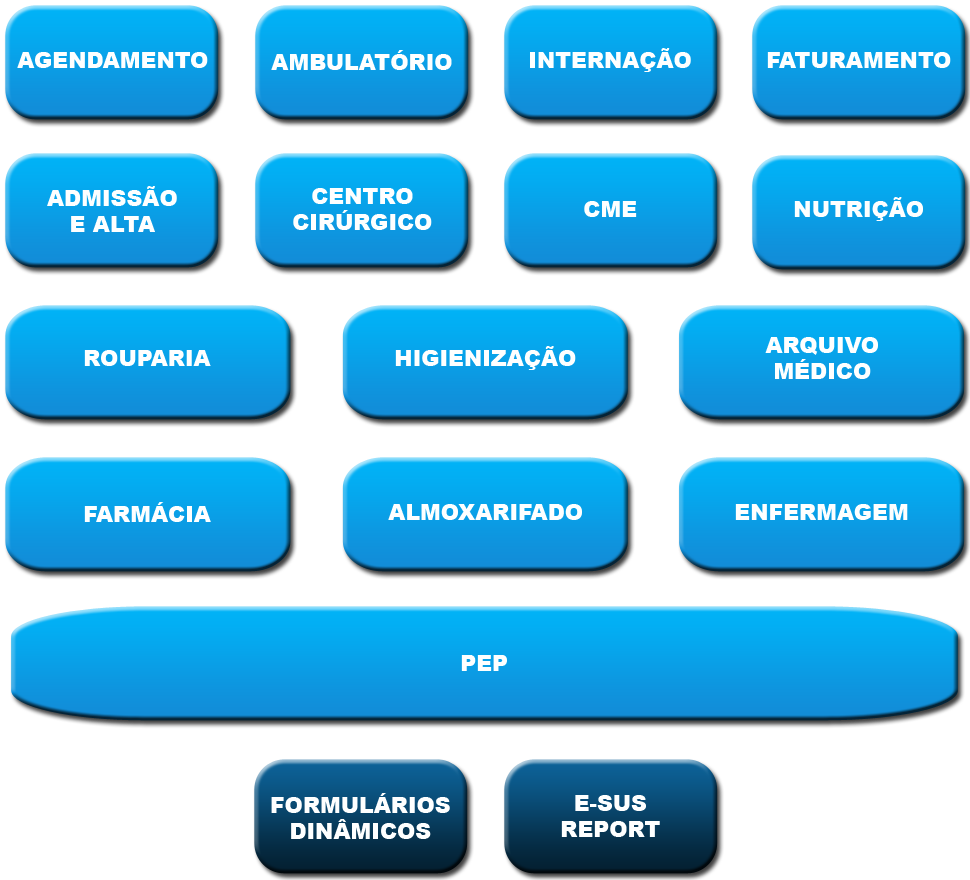 AGENDAMENTO
AMBULATÓRIO
INTERNAÇÃO
FATURAMENTO
ADMISSÃO
E ALTA
CENTRO
CIRÚRGICO
CME
NUTRIÇÃO
ROUPARIA
HIGIENIZAÇÃO
ARQUIVO
MÉDICO
FARMÁCIA
ALMOXARIFADO
ENFERMAGEM
PEP
FORMULÁRIOS
DINÂMICOS
E-SUS
REPORT